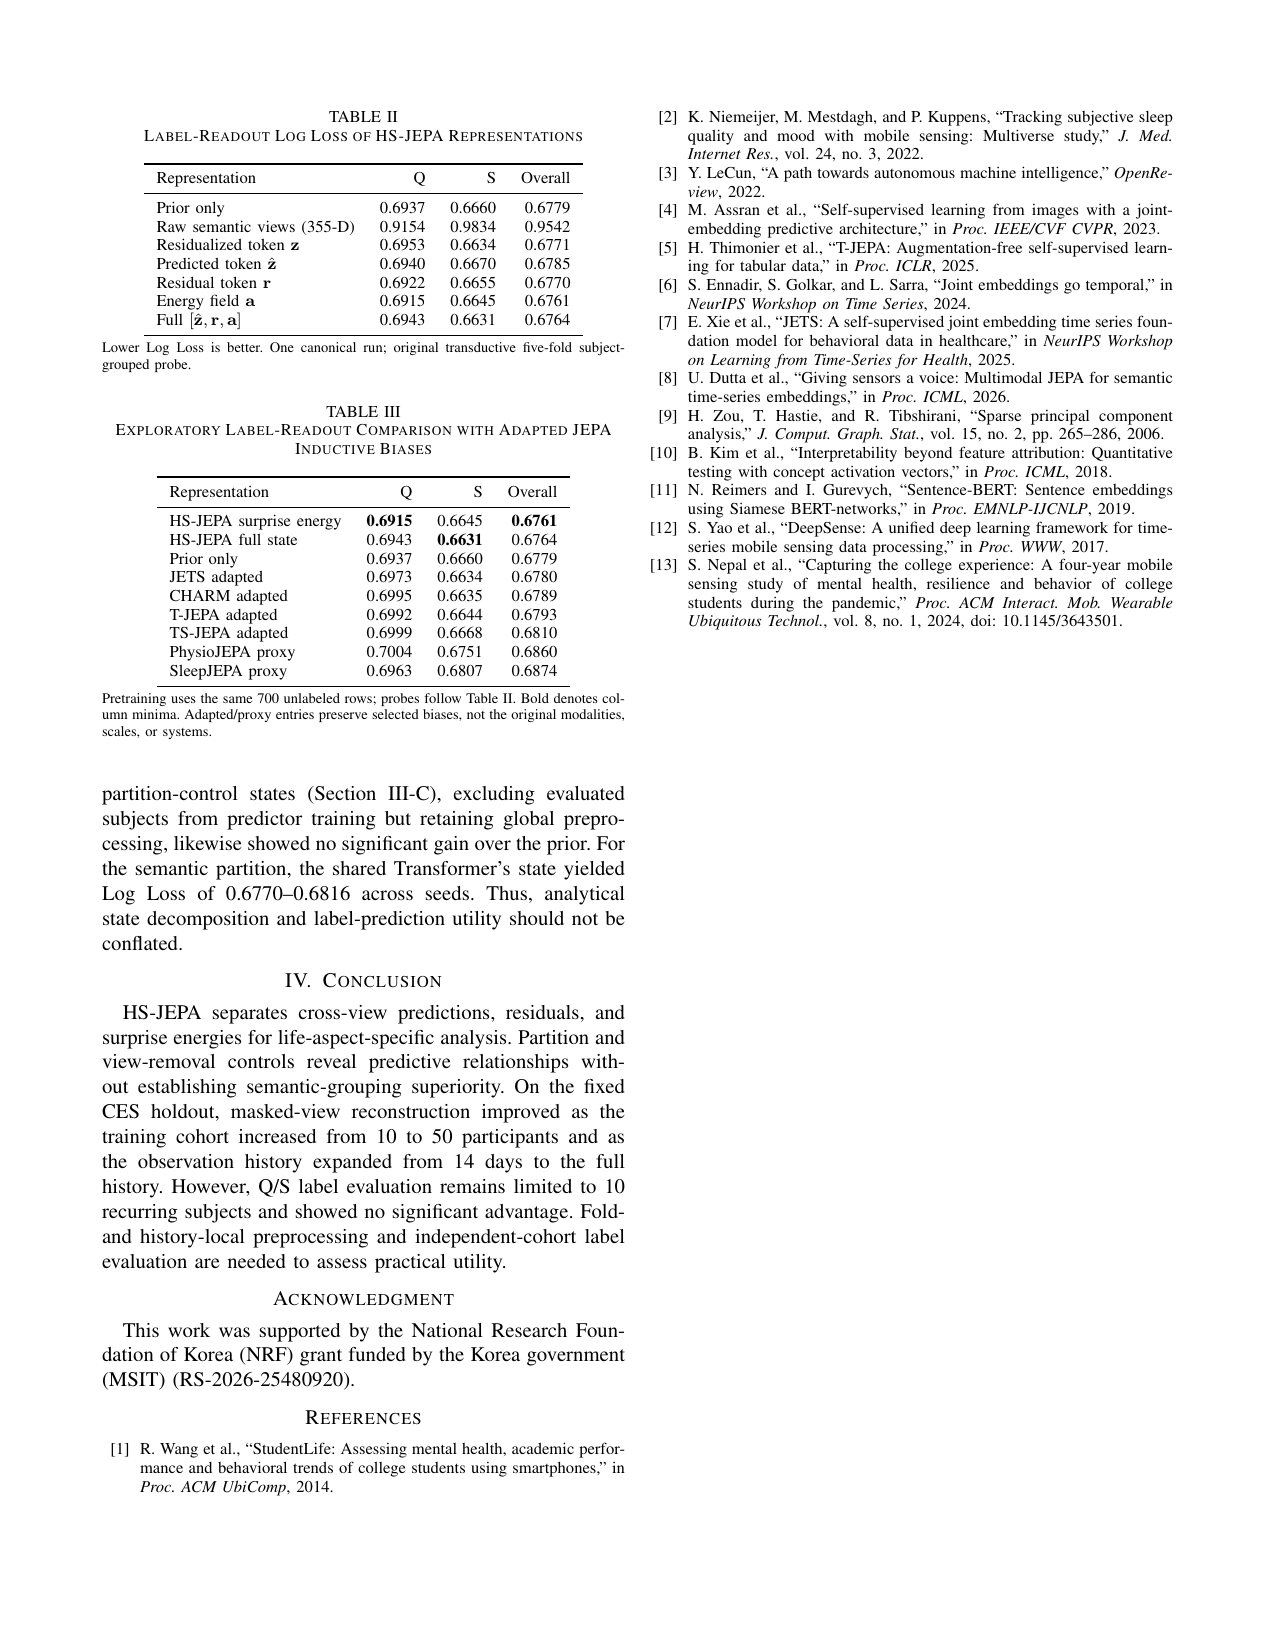 TABLE II
LABEL-READOUT LOG LOSS OF HS-JEPA REPRESENTATIONS
Representation Q S Overall
Prior only 0.6937 0.6660 0.6779
Raw semantic views (355-D) 0.9154 0.9834 0.9542
Residualized token z 0.6953 0.6634 0.6771
Predicted token ẑ 0.6940 0.6670 0.6785
Residual token r 0.6922 0.6655 0.6770
Energy field a 0.6915 0.6645 0.6761
Full [ẑ, r, a] 0.6943 0.6631 0.6764
Lower Log Loss is better. One canonical run; original transductive five-fold subject-
grouped probe.
TABLE III
EXPLORATORY LABEL-READOUT COMPARISON WITH ADAPTED JEPA
INDUCTIVE BIASES
Representation Q S Overall
HS-JEPA surprise energy 0.6915 0.6645 0.6761
HS-JEPA full state 0.6943 0.6631 0.6764
Prior only 0.6937 0.6660 0.6779
JETS adapted 0.6973 0.6634 0.6780
CHARM adapted 0.6995 0.6635 0.6789
T-JEPA adapted 0.6992 0.6644 0.6793
TS-JEPA adapted 0.6999 0.6668 0.6810
PhysioJEPA proxy 0.7004 0.6751 0.6860
SleepJEPA proxy 0.6963 0.6807 0.6874
Pretraining uses the same 700 unlabeled rows; probes follow Table II. Bold denotes col-
umn minima. Adapted/proxy entries preserve selected biases, not the original modalities,
scales, or systems.
partition-control states (Section III-C), excluding evaluated
subjects from predictor training but retaining global prepro-
cessing, likewise showed no significant gain over the prior. For
the semantic partition, the shared Transformer's state yielded
Log Loss of 0.6770–0.6816 across seeds. Thus, analytical
state decomposition and label-prediction utility should not be
conflated.
IV. CONCLUSION
HS-JEPA separates cross-view predictions, residuals, and
surprise energies for life-aspect-specific analysis. Partition and
view-removal controls reveal predictive relationships with-
out establishing semantic-grouping superiority. On the fixed
CES holdout, masked-view reconstruction improved as the
training cohort increased from 10 to 50 participants and as
the observation history expanded from 14 days to the full
history. However, Q/S label evaluation remains limited to 10
recurring subjects and showed no significant advantage. Fold-
and history-local preprocessing and independent-cohort label
evaluation are needed to assess practical utility.
ACKNOWLEDGMENT
This work was supported by the National Research Foun-
dation of Korea (NRF) grant funded by the Korea government
(MSIT) (RS-2026-25480920).
REFERENCES
[1] R. Wang et al., “StudentLife: Assessing mental health, academic perfor-
mance and behavioral trends of college students using smartphones,” in
Proc. ACM UbiComp, 2014.
[2] K. Niemeijer, M. Mestdagh, and P. Kuppens, “Tracking subjective sleep
quality and mood with mobile sensing: Multiverse study,” J. Med.
Internet Res., vol. 24, no. 3, 2022.
[3] Y. LeCun, “A path towards autonomous machine intelligence,” OpenRe-
view, 2022.
[4] M. Assran et al., “Self-supervised learning from images with a joint-
embedding predictive architecture,” in Proc. IEEE/CVF CVPR, 2023.
[5] H. Thimonier et al., “T-JEPA: Augmentation-free self-supervised learn-
ing for tabular data,” in Proc. ICLR, 2025.
[6] S. Ennadir, S. Golkar, and L. Sarra, “Joint embeddings go temporal,” in
NeurIPS Workshop on Time Series, 2024.
[7] E. Xie et al., “JETS: A self-supervised joint embedding time series foun-
dation model for behavioral data in healthcare,” in NeurIPS Workshop
on Learning from Time-Series for Health, 2025.
[8] U. Dutta et al., “Giving sensors a voice: Multimodal JEPA for semantic
time-series embeddings,” in Proc. ICML, 2026.
[9] H. Zou, T. Hastie, and R. Tibshirani, “Sparse principal component
analysis,” J. Comput. Graph. Stat., vol. 15, no. 2, pp. 265–286, 2006.
[10] B. Kim et al., “Interpretability beyond feature attribution: Quantitative
testing with concept activation vectors,” in Proc. ICML, 2018.
[11] N. Reimers and I. Gurevych, “Sentence-BERT: Sentence embeddings
using Siamese BERT-networks,” in Proc. EMNLP-IJCNLP, 2019.
[12] S. Yao et al., “DeepSense: A unified deep learning framework for time-
series mobile sensing data processing,” in Proc. WWW, 2017.
[13] S. Nepal et al., “Capturing the college experience: A four-year mobile
sensing study of mental health, resilience and behavior of college
students during the pandemic,” Proc. ACM Interact. Mob. Wearable
Ubiquitous Technol., vol. 8, no. 1, 2024, doi: 10.1145/3643501.